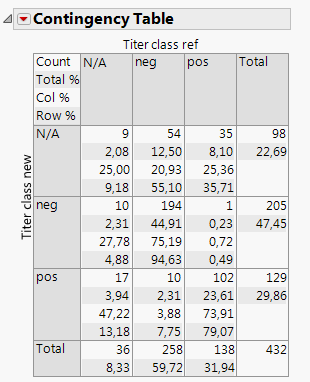 Contingency Table
Titer class ref
Count N/A neg pos Total
Total %
Col %
Row %
Titer class new
N/A 9 54 35 98
2,08 12,50 8,10 22,69
25,00 20,93 25,36
9,18 55,10 35,71
neg 10 194 1 205
2,31 44,91 0,23 47,45
27,78 75,19 0,72
4,88 94,63 0,49
pos 17 10 102 129
3,94 2,31 23,61 29,86
47,22 3,88 73,91
13,18 7,75 79,07
Total 36 258 138 432
8,33 59,72 31,94